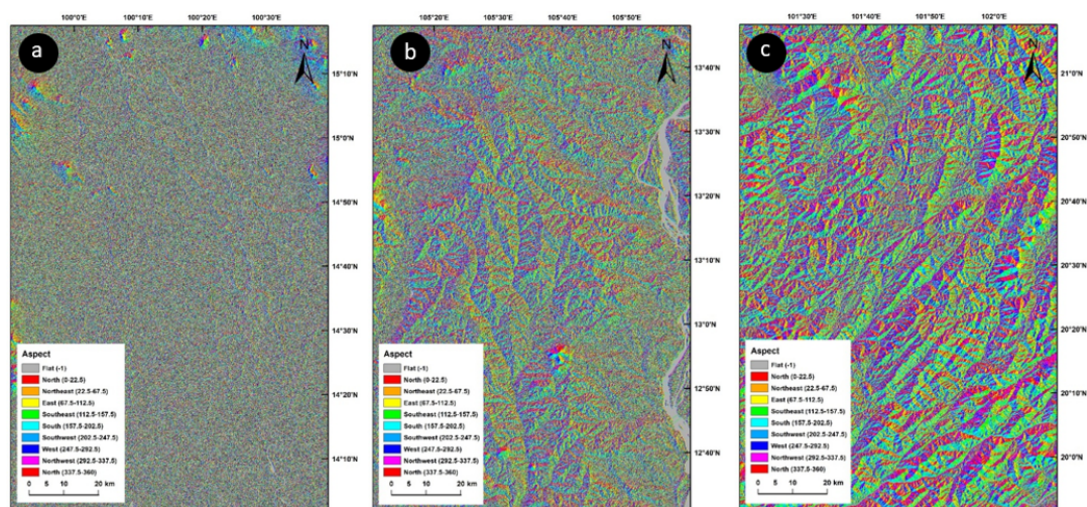 a
N
100°0'E 100°10'E 100°20'E 100°30'E
15°10'N
15°0'N
14°50'N
14°40'N
14°30'N
14°20'N
14°10'N
Aspect
Flat (-1)
North (0-22.5)
Northeast (22.5-67.5)
East (67.5-112.5)
Southeast (112.5-157.5)
South (157.5-202.5)
Southwest (202.5-247.5)
West (247.5-292.5)
Northwest (292.5-337.5)
North (337.5-360)
0 5 10 20 km
b
N
105°20'E 105°30'E 105°40'E 105°50'E
13°40'N
13°30'N
13°20'N
13°10'N
13°0'N
12°50'N
12°40'N
Aspect
Flat (-1)
North (0-22.5)
Northeast (22.5-67.5)
East (67.5-112.5)
Southeast (112.5-157.5)
South (157.5-202.5)
Southwest (202.5-247.5)
West (247.5-292.5)
Northwest (292.5-337.5)
North (337.5-360)
0 5 10 20 km
c
N
101°30'E 101°40'E 101°50'E 102°0'E
21°0'N
20°50'N
20°40'N
20°30'N
20°20'N
20°10'N
20°0'N
Aspect
Flat (-1)
North (0-22.5)
Northeast (22.5-67.5)
East (67.5-112.5)
Southeast (112.5-157.5)
South (157.5-202.5)
Southwest (202.5-247.5)
West (247.5-292.5)
Northwest (292.5-337.5)
North (337.5-360)
0 5 10 20 km